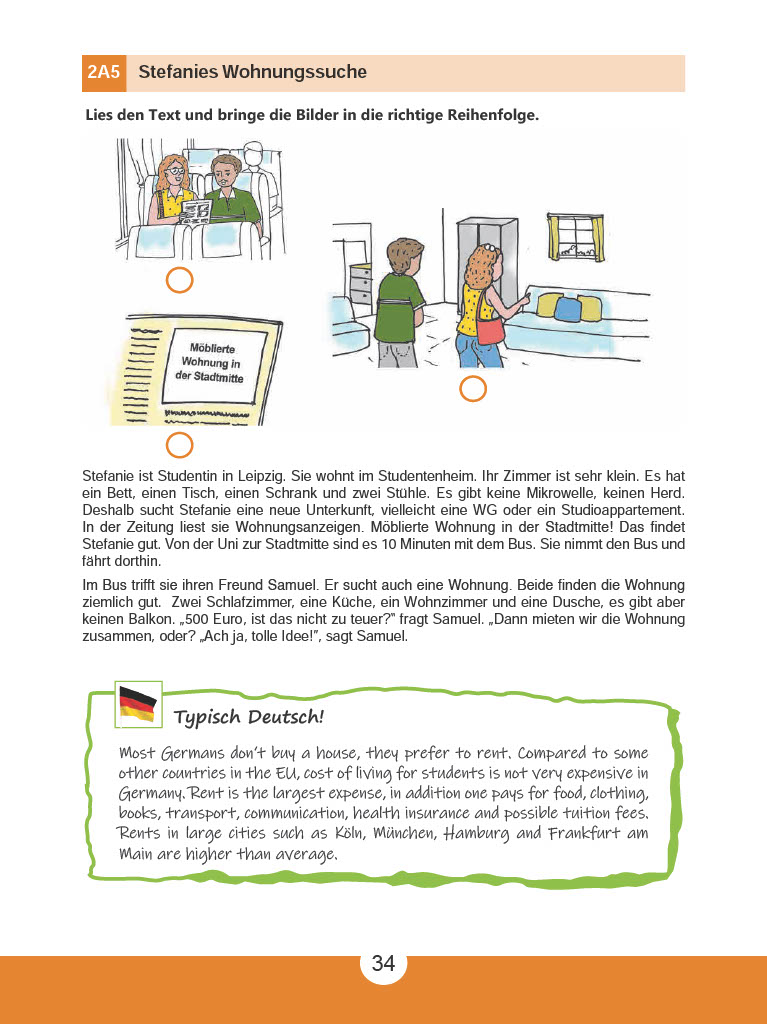 2A5 Stefanies Wohnungssuche
Lies den Text und bringe die Bilder in die richtige Reihenfolge.
Möblierte
Wohnung in
der Stadtmitte
Stefanie ist Studentin in Leipzig. Sie wohnt im Studentenheim. Ihr Zimmer ist sehr klein. Es hat
ein Bett, einen Tisch, einen Schrank und zwei Stühle. Es gibt keine Mikrowelle, keinen Herd.
Deshalb sucht Stefanie eine neue Unterkunft, vielleicht eine WG oder ein Studioappartement.
In der Zeitung liest sie Wohnungsanzeigen. Möblierte Wohnung in der Stadtmitte! Das findet
Stefanie gut. Von der Uni zur Stadtmitte sind es 10 Minuten mit dem Bus. Sie nimmt den Bus und
fährt dorthin.
Im Bus trifft sie ihren Freund Samuel. Er sucht auch eine Wohnung. Beide finden die Wohnung
ziemlich gut. Zwei Schlafzimmer, eine Küche, ein Wohnzimmer und eine Dusche, es gibt aber
keinen Balkon. „500 Euro, ist das nicht zu teuer?“ fragt Samuel. „Dann mieten wir die Wohnung
zusammen, oder? „Ach ja, tolle Idee!”, sagt Samuel.
Typisch Deutsch!
Most Germans don't buy a house, they prefer to rent. Compared to some
other countries in the EU, cost of living for students is not very expensive in
Germany. Rent is the largest expense, in addition one pays for food, clothing,
books, transport, communication, health insurance and possible tuition fees.
Rents in large cities such as Köln, München, Hamburg and Frankfurt am
Main are higher than average.
34